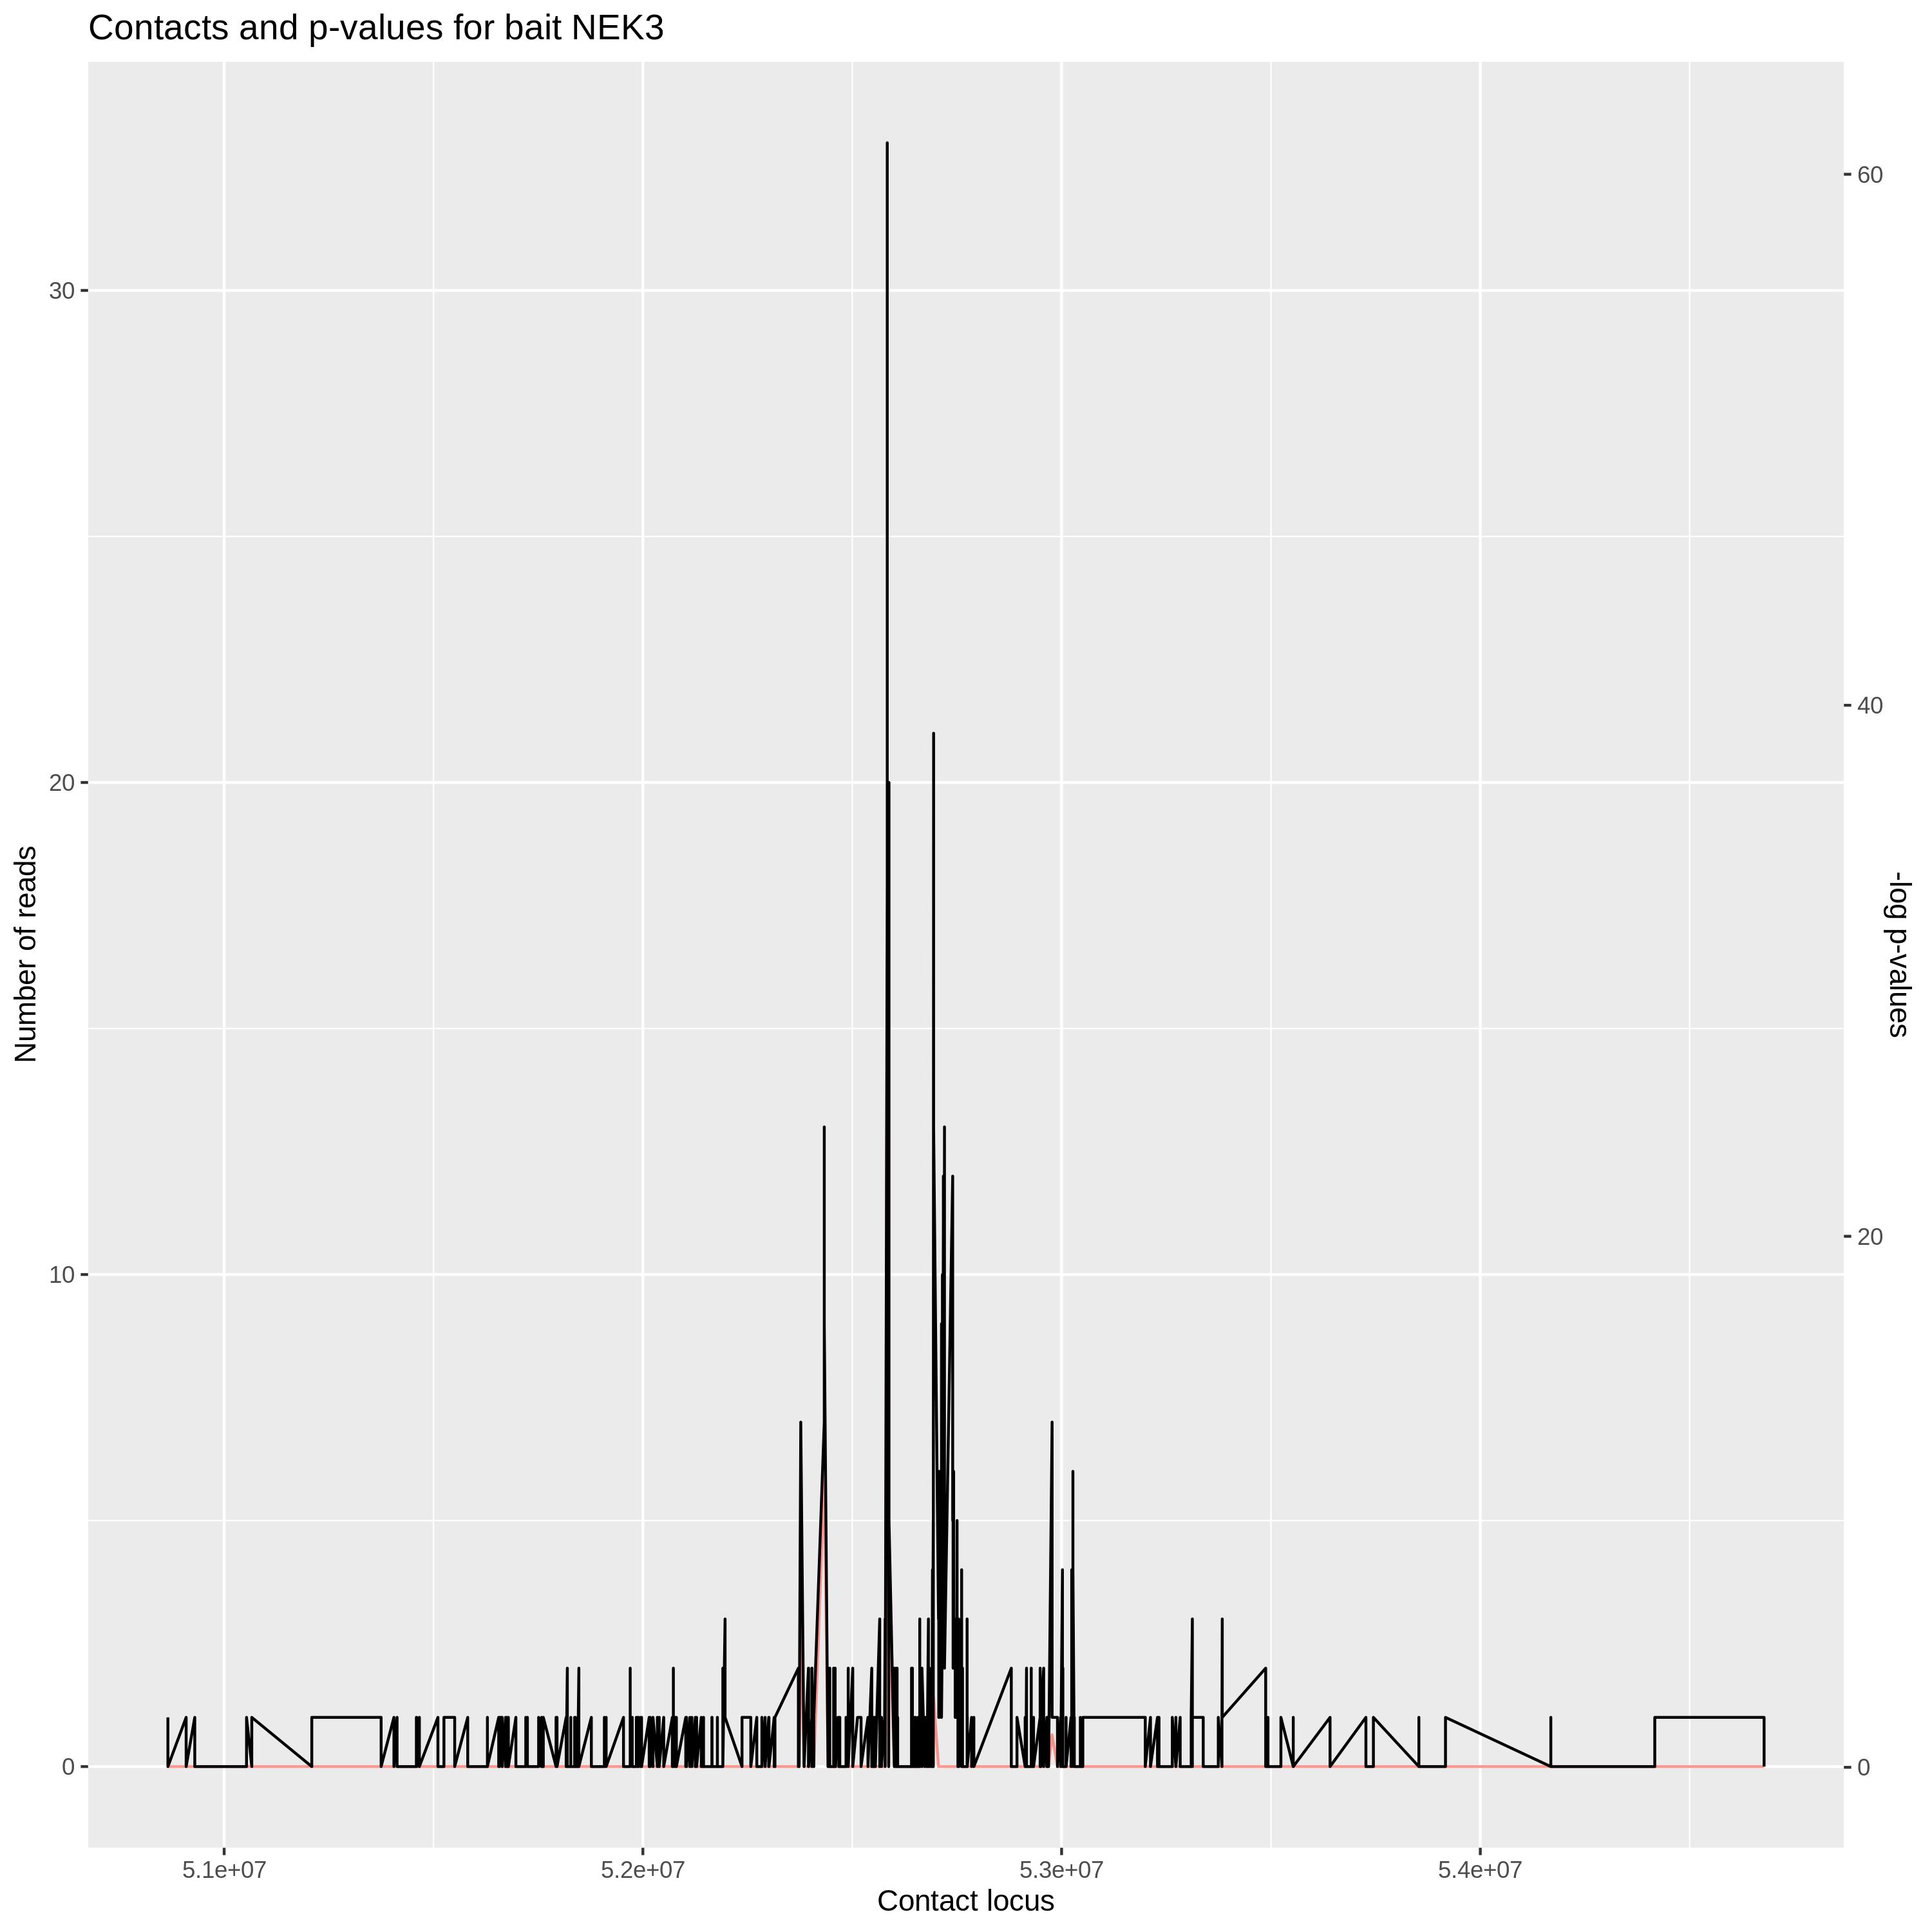 Contacts and p-values for bait NEK3
Number of reads
30
20
10
0
60
40
20
0
-log p-values
5.1e+07 5.2e+07 5.3e+07 5.4e+07
Contact locus